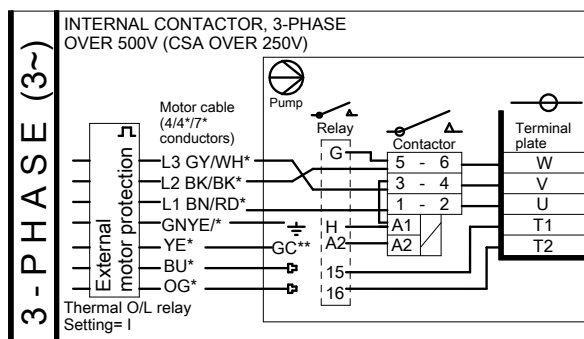 3-PHASE (3~)
INTERNAL CONTACTOR, 3-PHASE
OVER 500V (CSA OVER 250V)
Pump
Motor cable
(4/4*/7*
conductors)
Relay
Contactor
Terminal
plate
External
motor protection
L3 GY/WH*
L2 BK/BK*
L1 BN/RD*
GNYE/*
YE*
BU*
OG*
GC**
G
H
A2
15
16
5 - 6
3 - 4
1 - 2
A1
A2
W
V
U
T1
T2
Thermal O/L relay
Setting= I